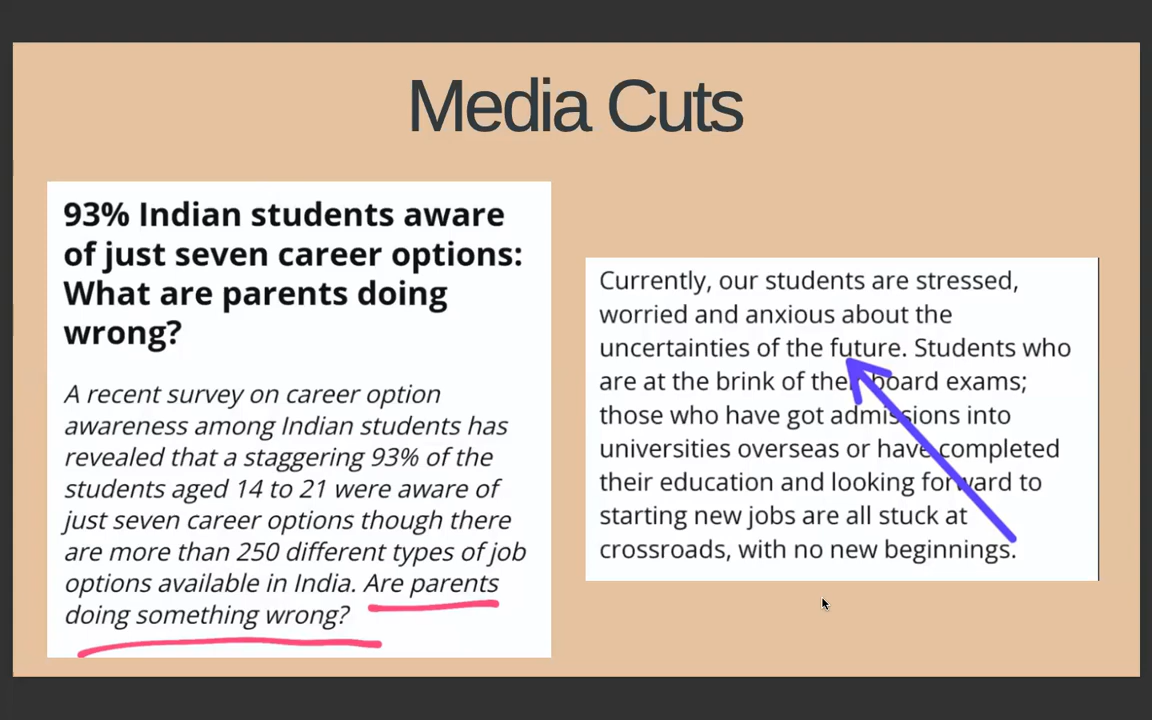 Media Cuts
93% Indian students aware
of just seven career options:
What are parents doing
wrong?
A recent survey on career option
awareness among Indian students has
revealed that a staggering 93% of the
students aged 14 to 21 were aware of
just seven career options though there
are more than 250 different types of job
options available in India. Are parents
doing something wrong?
Currently, our students are stressed,
worried and anxious about the
uncertainties of the future. Students who
are at the brink of their board exams;
those who have got admissions into
universities overseas or have completed
their education and looking forward to
starting new jobs are all stuck at
crossroads, with no new beginnings.